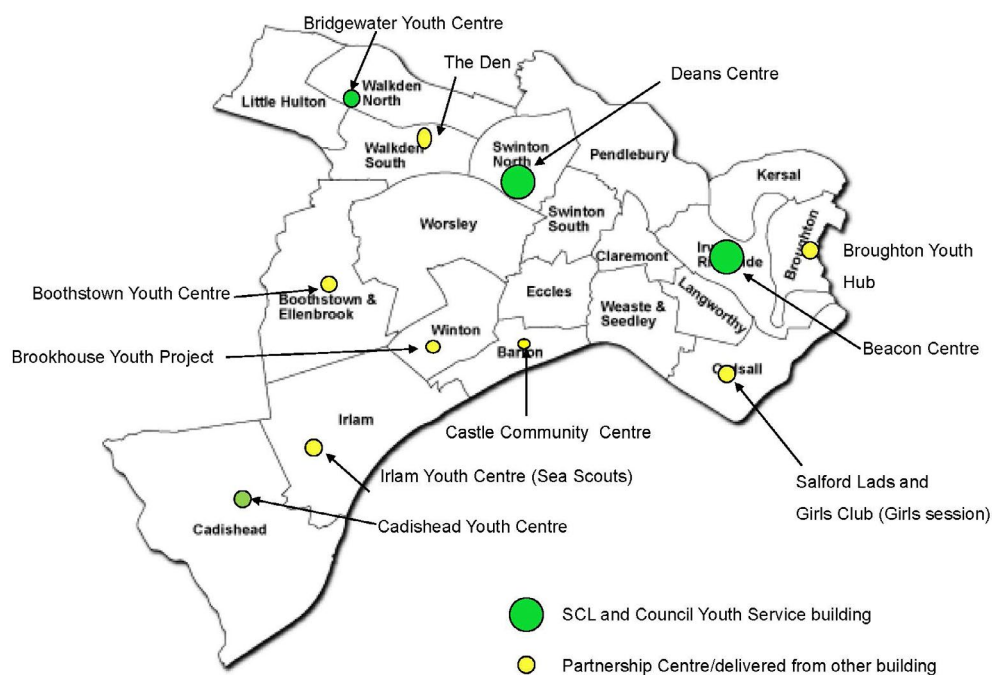 Bridgewater Youth Centre
The Den
Deans Centre
Walkden
North
Little Hulton
Walkden
South
Swinton
North
Pendlebury
Kersal
Worsley
Swinton
South
Broughton
Claremont
Broughton Youth
Hub
Boothstown Youth Centre
Boothstown &
Ellenbrook
Eccles
Langworthy
Weaste &
Seedley
Winton
Brookhouse Youth Project
Beacon Centre
Irlam
Castle Community Centre
Irlam Youth Centre (Sea Scouts)
Salford Lads and
Girls Club (Girls session)
Cadishead Youth Centre
Cadishead
SCL and Council Youth Service building
Partnership Centre/delivered from other building